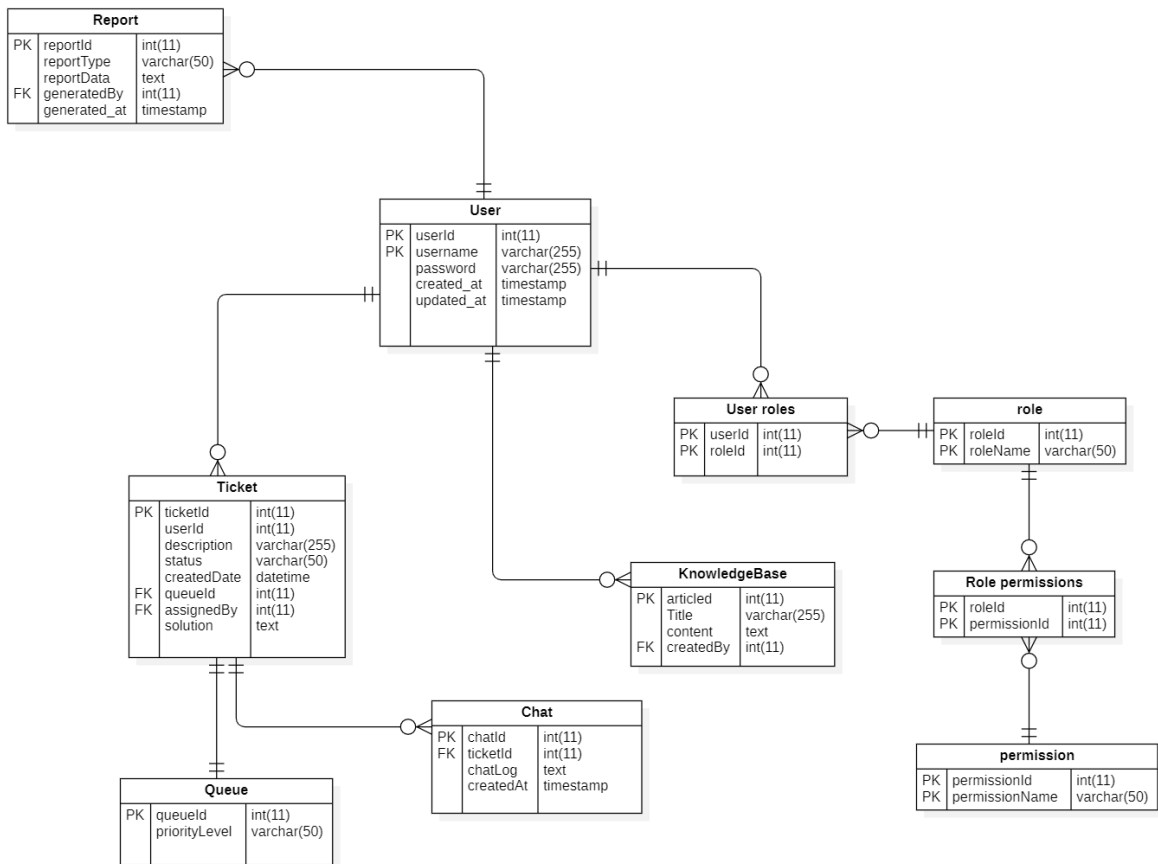 Report
PK reportId int(11)
reportType varchar(50)
reportData text
FK generatedBy int(11)
generated_at timestamp
User
PK userId int(11)
PK username varchar(255)
password varchar(255)
created_at timestamp
updated_at timestamp
User roles
PK userId int(11)
PK roleId int(11)
role
PK roleId int(11)
PK roleName varchar(50)
Ticket
PK ticketId int(11)
userId int(11)
description varchar(255)
status varchar(50)
createdDate datetime
FK queueId int(11)
FK assignedBy int(11)
solution text
KnowledgeBase
PK articled int(11)
Title varchar(255)
content text
FK createdBy int(11)
Role permissions
PK roleId int(11)
PK permissionId int(11)
Chat
PK chatId int(11)
FK ticketId int(11)
chatLog text
createdAt timestamp
permission
PK permissionId int(11)
PK permissionName varchar(50)
Queue
PK queueId int(11)
priorityLevel varchar(50)